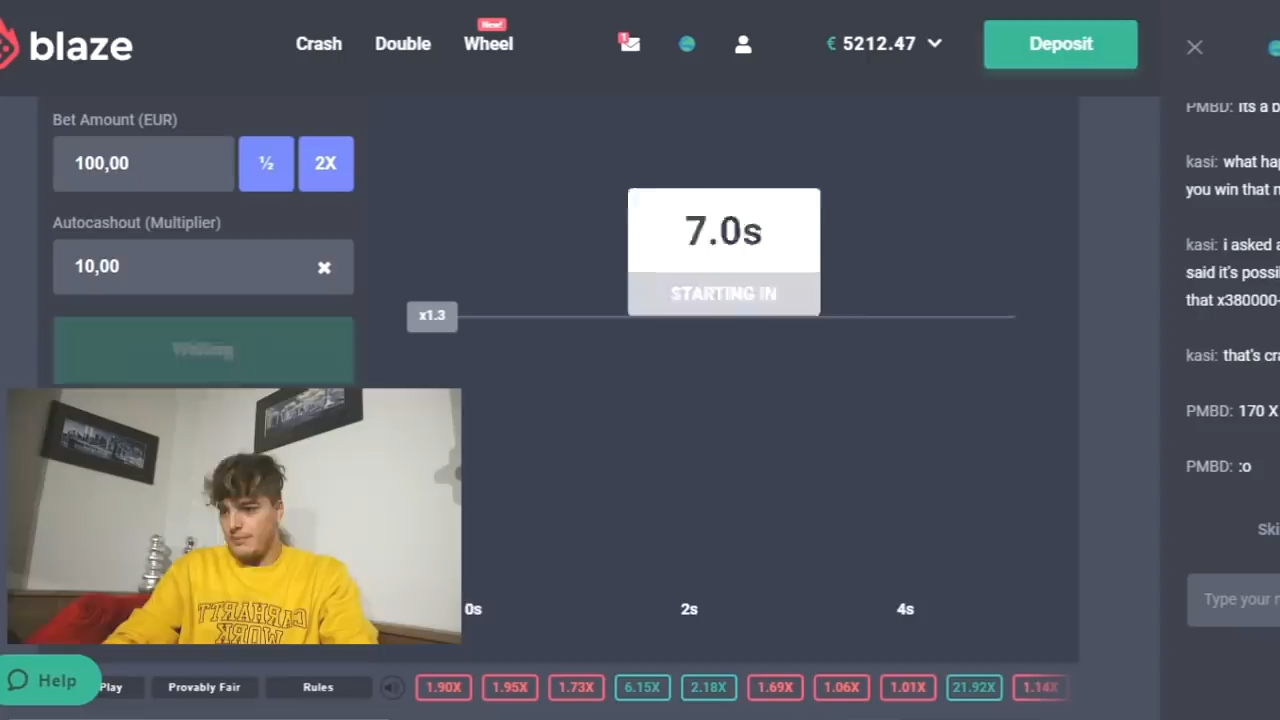 blaze
Crash
Double
New!
Wheel
1
€ 5212.47
Deposit
Bet Amount (EUR)
100,00
½
2X
Autocashout (Multiplier)
10,00
7.0s
STARTING IN
x1.3
0s
2s
4s
PMBD: its a b
kasi: what hap
you win that n
kasi: i asked a
said it's possi
that x380000-
kasi: that's cra
PMBD: 170 X
PMBD: :o
Ski
Type your
CARHARTT
WORK
Help
Play
Provably Fair
Rules
1.90X
1.95X
1.73X
6.15X
2.18X
1.69X
1.06X
1.01X
21.92X
1.14X